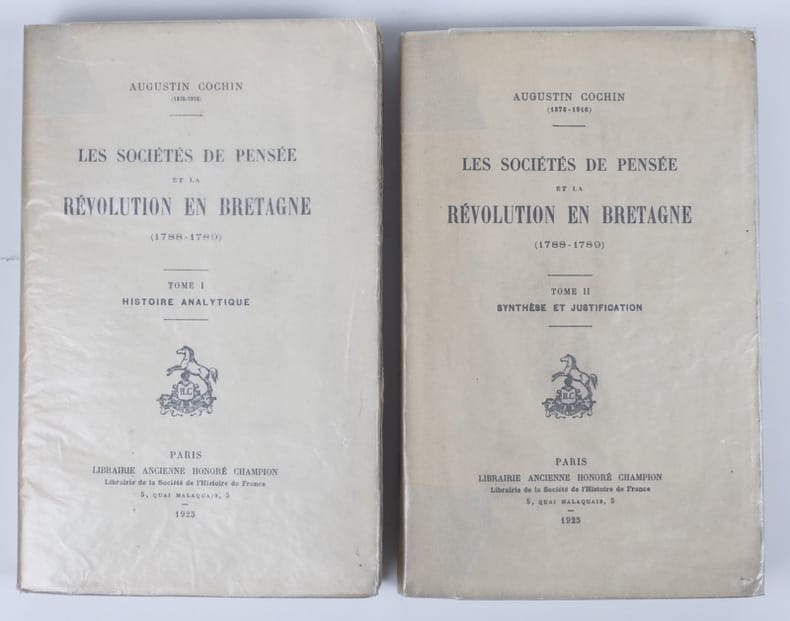 AUGUSTIN COCHIN
(1876-1916)
LES SOCIÉTÉS DE PENSÉE
ET LA
RÉVOLUTION EN BRETAGNE
(1788-1789)
TOME I
HISTOIRE ANALYTIQUE
H.C
PARIS
LIBRAIRIE ANCIENNE HONORÉ CHAMPION
Librairie de la Société de l'Histoire de France
5, QUAI MALAQUAIS, 5
1925
AUGUSTIN COCHIN
(1876-1916)
LES SOCIÉTÉS DE PENSÉE
ET LA
RÉVOLUTION EN BRETAGNE
(1788-1789)
TOME II
SYNTHÈSE ET JUSTIFICATION
H.C
PARIS
LIBRAIRIE ANCIENNE HONORÉ CHAMPION
Librairie de la Société de l'Histoire de France
5, QUAI MALAQUAIS, 5
1925